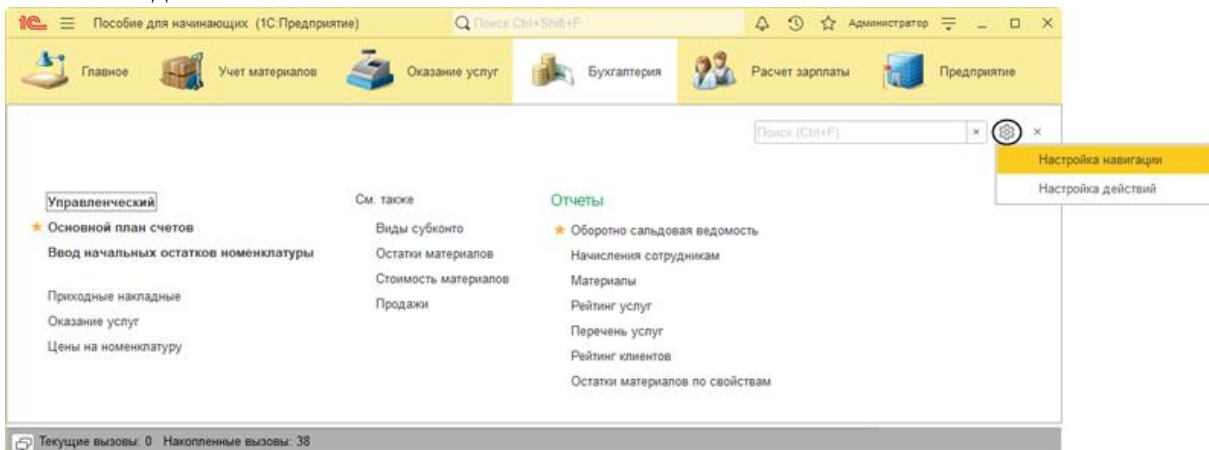 1С Пособие для начинающих (1С:Предприятие) Поиск Ctrl+Shift+F Администратор
Главное Учет материалов Оказание услуг Бухгалтерия Расчет зарплаты Предприятие
Поиск (Ctrl+F)
Настройка навигации
Настройка действий
Управленческий
Основной план счетов
Ввод начальных остатков номенклатуры
Приходные накладные
Оказание услуг
Цены на номенклатуру
См. также
Виды субконто
Остатки материалов
Стоимость материалов
Продажи
Отчеты
Оборотно сальдовая ведомость
Начисления сотрудникам
Материалы
Рейтинг услуг
Перечень услуг
Рейтинг клиентов
Остатки материалов по свойствам
Текущие вызовы: 0 Накопленные вызовы: 38